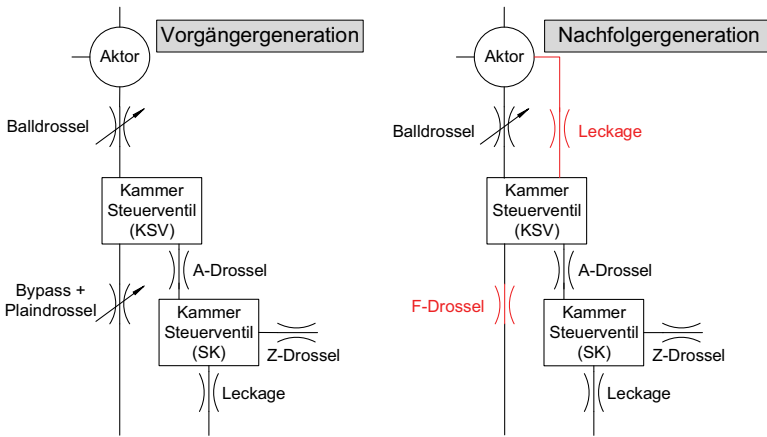 Vorgängergeneration
Aktor
Balldrossel
Kammer
Steuerventil
(KSV)
A-Drossel
Bypass +
Plaindrossel
Kammer
Steuerventil
(SK)
Z-Drossel
Leckage
Nachfolgergeneration
Aktor
Balldrossel
Leckage
Kammer
Steuerventil
(KSV)
A-Drossel
F-Drossel
Kammer
Steuerventil
(SK)
Z-Drossel
Leckage